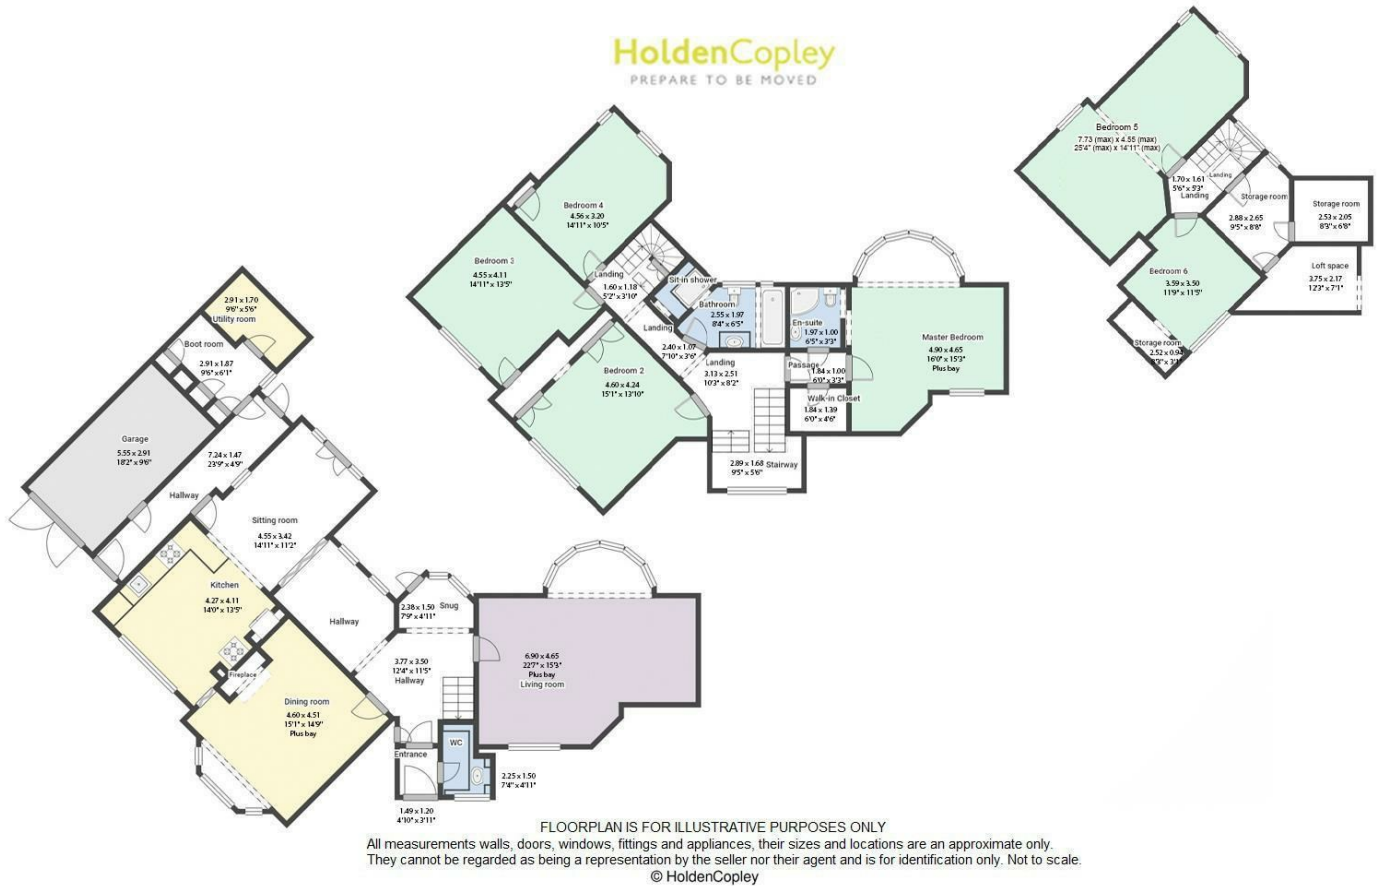 HoldenCopley
PREPARE TO BE MOVED
Bedroom 5
7.73 (max) x 4.55 (max)
25'4" (max) x 14'11" (max)
Landing
1.70 x 1.61
5'6" x 5'3"
Landing
Storage room
2.88 x 2.65
9'5" x 8'8"
Storage room
2.53 x 2.05
8'3" x 6'8"
Loft space
3.75 x 2.17
12'3" x 7'1"
Bedroom 6
3.59 x 3.50
11'9" x 11'5"
Storage room
2.52 x 0.94
Bedroom 4
4.56 x 3.20
14'11" x 10'5"
Bedroom 3
4.55 x 4.11
14'11" x 13'5"
Landing
1.60 x 1.18
5'2" x 3'10"
Sit-in shower
Bathroom
2.55 x 1.97
8'4" x 6'5"
En-suite
1.97 x 1.00
6'5" x 3'3"
Master Bedroom
4.90 x 4.65
16'0" x 15'3"
Plus bay
Landing
2.40 x 1.07
7'10" x 3'6"
Landing
3.13 x 2.51
10'3" x 8'2"
Passage
1.84 x 1.00
6'0" x 3'3"
Walk-in Closet
1.84 x 1.39
6'0" x 4'6"
Bedroom 2
4.60 x 4.24
15'1" x 13'10"
2.89 x 1.68
9'5" x 5'6"
Stairway
2.91 x 1.70
9'6" x 5'6"
Utility room
Boot room
2.91 x 1.87
9'6" x 6'1"
Garage
5.55 x 2.91
18'2" x 9'6"
7.24 x 1.47
23'9" x 4'9"
Hallway
Sitting room
4.55 x 3.42
14'11" x 11'2"
Kitchen
4.27 x 4.11
14'0" x 13'5"
Hallway
2.38 x 1.50
7'9" x 4'11"
Snug
3.77 x 3.50
12'4" x 11'5"
Hallway
6.90 x 4.65
22'7" x 15'3"
Plus bay
Living room
Fireplace
Dining room
4.60 x 4.51
15'1" x 14'9"
Plus bay
Entrance
WC
2.25 x 1.50
7'4" x 4'11"
1.49 x 1.20
4'10" x 3'11"
FLOORPLAN IS FOR ILLUSTRATIVE PURPOSES ONLY
All measurements walls, doors, windows, fittings and appliances, their sizes and locations are an approximate only.
They cannot be regarded as being a representation by the seller nor their agent and is for identification only. Not to scale.
© HoldenCopley